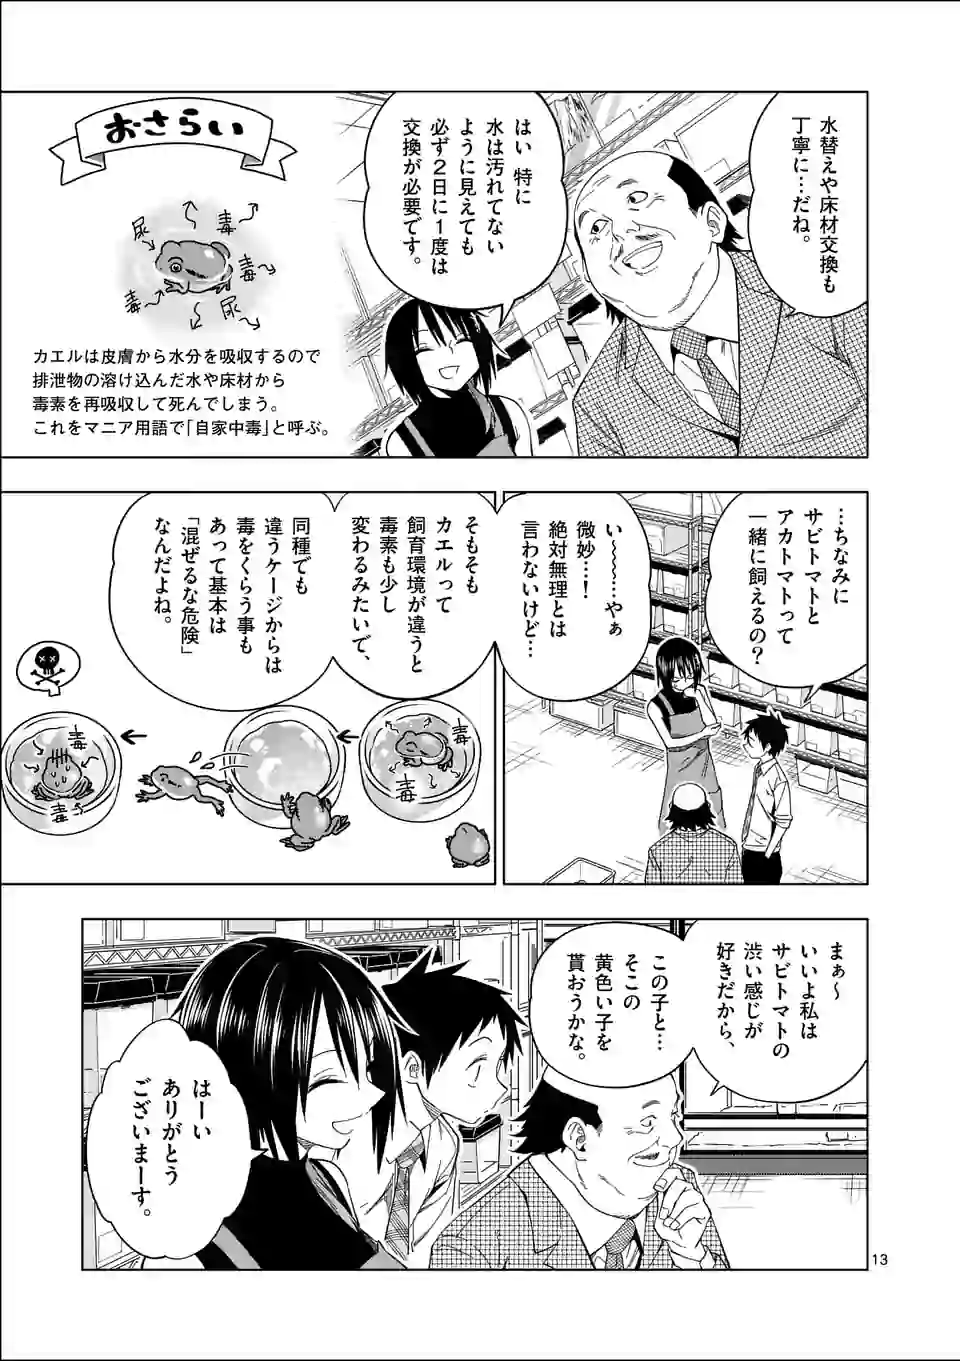 水替えや床材交換も
丁寧に…だね。
はい 特に
水は汚れてない
ように見えても
必ず2日に1度は
交換が必要です。
おさらい
尿
毒
毒
毒
尿
カエルは皮膚から水分を吸収するので
排泄物の溶け込んだ水や床材から
毒素を再吸収して死んでしまう。
これをマニア用語で「自家中毒」と呼ぶ。
…ちなみに
サビトマトと
アカトマトって
一緒に飼えるの?
い〜〜〜…やぁ
微妙…!
絶対無理とは
言わないけど…
そもそも
カエルって
飼育環境が違うと
毒素も少し
変わるみたいで、
同種でも
違うケージからは
毒をくらう事も
あって基本は
「混ぜるな危険」
なんだよね。
毒
毒
毒
毒
まぁ〜
いいよ私は
サビトマトの
渋い感じが
好きだから、
この子と…
そこの
黄色い子を
貰おうかな。
はーい
ありがとう
ございまーす。
13